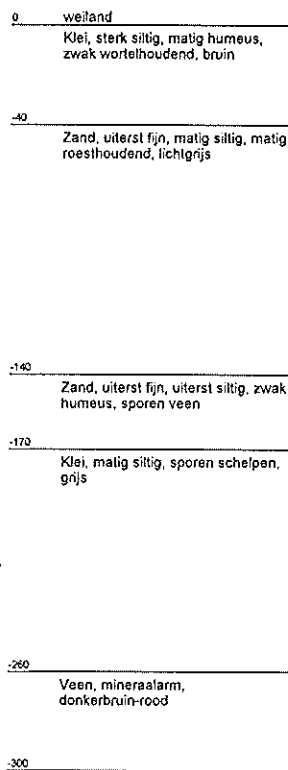 0 weiland
Klei, sterk siltig, matig humeus,
zwak wortelhoudend, bruin
-40
Zand, uiterst fijn, matig siltig, matig
roesthoudend, lichtgrijs
-140
Zand, uiterst fijn, uiterst siltig, zwak
humeus, sporen veen
-170
Klei, matig siltig, sporen schelpen,
grijs
-260
Veen, mineraalarm,
donkerbruin-rood
-300